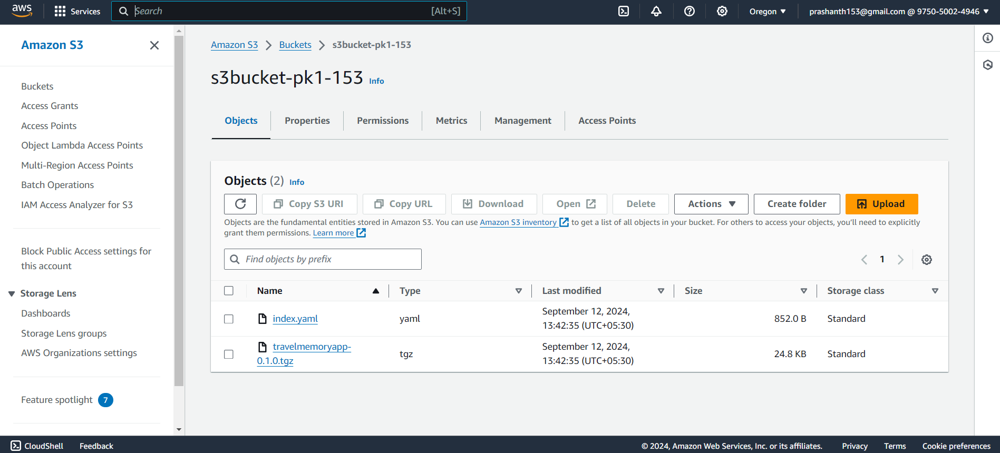 aws
Services
Search [Alt+S]
Oregon
prashanth153@gmail.com @ 9750-5002-4946
Amazon S3
Buckets
Access Grants
Access Points
Object Lambda Access Points
Multi-Region Access Points
Batch Operations
IAM Access Analyzer for S3
Block Public Access settings for
this account
Storage Lens
Dashboards
Storage Lens groups
AWS Organizations settings
Feature spotlight 7
Amazon S3 Buckets s3bucket-pk1-153
s3bucket-pk1-153 Info
Objects Properties Permissions Metrics Management Access Points
Objects (2) Info
Copy S3 URI Copy URL Download Open Delete Actions Create folder Upload
Objects are the fundamental entities stored in Amazon S3. You can use Amazon S3 inventory to get a list of all objects in your bucket. For others to access your objects, you'll need to explicitly
grant them permissions. Learn more
Find objects by prefix
1
Name Type Last modified Size Storage class
index.yaml yaml September 12, 2024, 852.0 B Standard
13:42:35 (UTC+05:30)
travelmemoryapp- tgz September 12, 2024, 24.8 KB Standard
0.1.0.tgz 13:42:35 (UTC+05:30)
CloudShell Feedback © 2024, Amazon Web Services, Inc. or its affiliates. Privacy Terms Cookie preferences